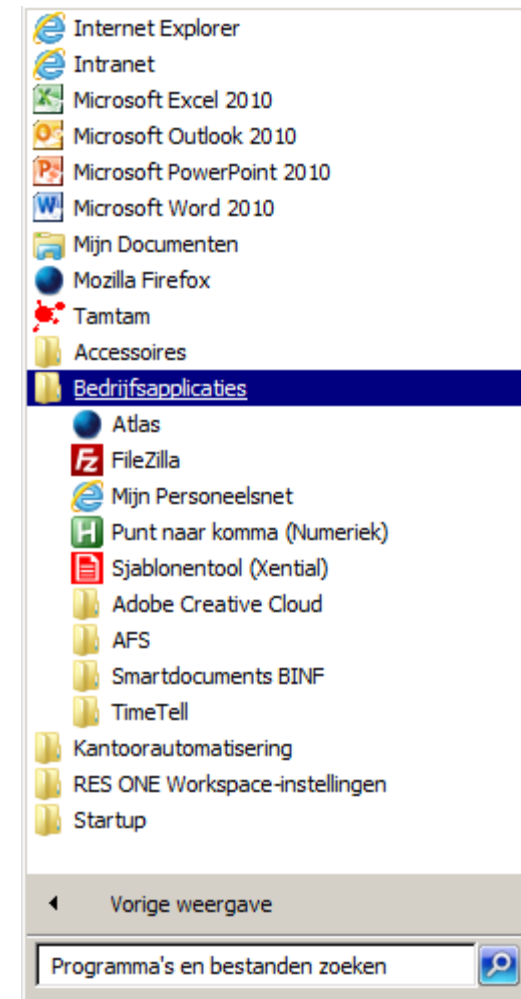 Internet Explorer
Intranet
Microsoft Excel 2010
Microsoft Outlook 2010
Microsoft PowerPoint 2010
Microsoft Word 2010
Mijn Documenten
Mozilla Firefox
Tamtam
Accessoires
Bedrijfsapplicaties
Atlas
FileZilla
Mijn Personeelsnet
Punt naar komma (Numeriek)
Sjablonentool (Xential)
Adobe Creative Cloud
AFS
Smartdocuments BINF
TimeTell
Kantoorautomatisering
RES ONE Workspace-instellingen
Startup
Vorige weergave
Programma's en bestanden zoeken